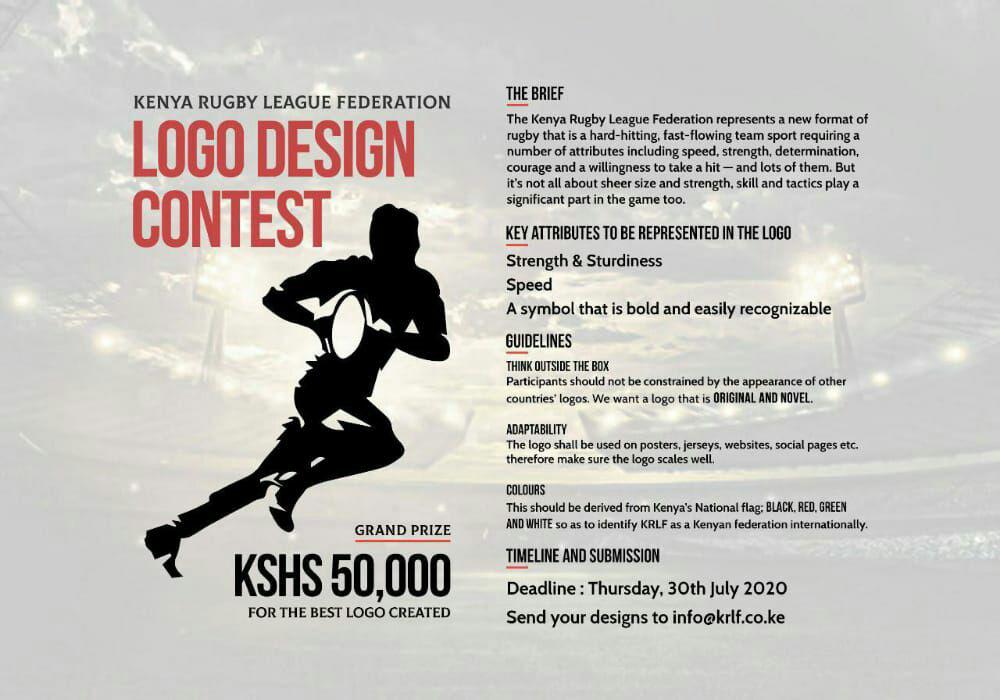 KENYA RUGBY LEAGUE FEDERATION
LOGO DESIGN
CONTEST
GRAND PRIZE
KSHS 50,000
FOR THE BEST LOGO CREATED
THE BRIEF
The Kenya Rugby League Federation represents a new format of
rugby that is a hard-hitting, fast-flowing team sport requiring a
number of attributes including speed, strength, determination,
courage and a willingness to take a hit — and lots of them. But
it's not all about sheer size and strength, skill and tactics play a
significant part in the game too.
KEY ATTRIBUTES TO BE REPRESENTED IN THE LOGO
Strength & Sturdiness
Speed
A symbol that is bold and easily recognizable
GUIDELINES
THINK OUTSIDE THE BOX
Participants should not be constrained by the appearance of other
countries' logos. We want a logo that is ORIGINAL AND NOVEL.
ADAPTABILITY
The logo shall be used on posters, jerseys, websites, social pages etc.
therefore make sure the logo scales well.
COLOURS
This should be derived from Kenya's National flag; BLACK, RED, GREEN
AND WHITE so as to identify KRLF as a Kenyan federation internationally.
TIMELINE AND SUBMISSION
Deadline : Thursday, 30th July 2020
Send your designs to info@krlf.co.ke